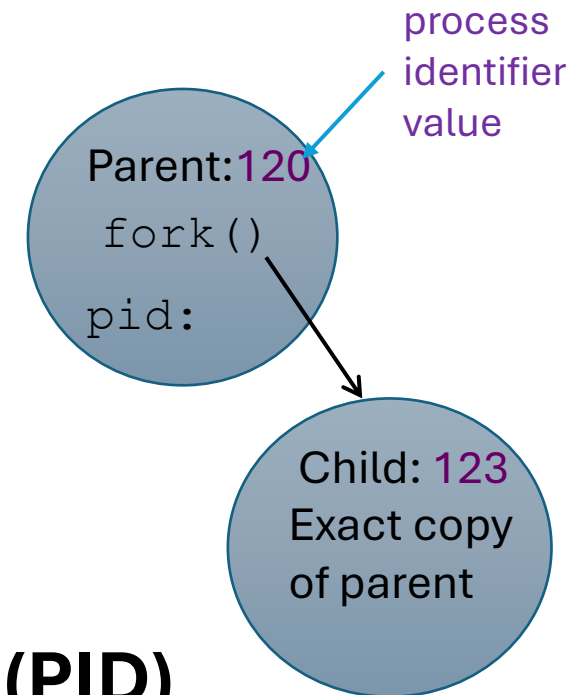 process
identifier
value
Parent:120
fork()
pid:
Child: 123
Exact copy
of parent
(PID)